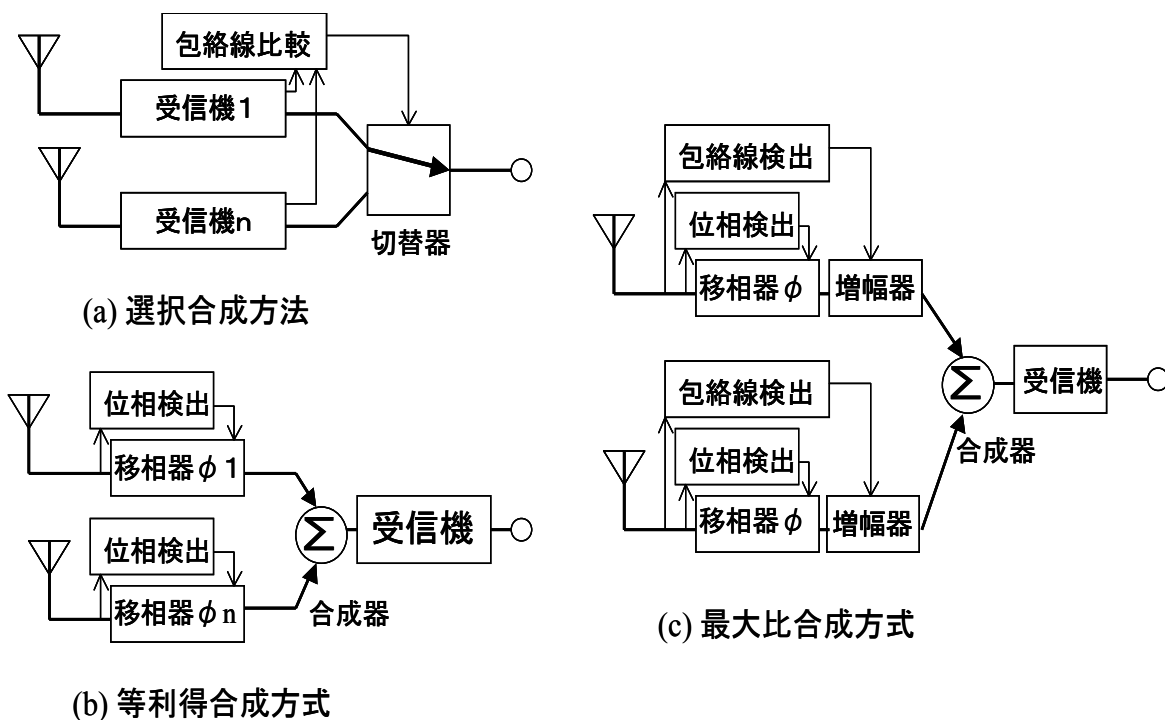 包絡線比較
受信機1
受信機n
切替器
(a) 選択合成方法
位相検出
移相器φ1
位相検出
移相器φn
Σ
受信機
合成器
(b) 等利得合成方式
包絡線検出
位相検出
移相器φ
増幅器
包絡線検出
位相検出
移相器φ
増幅器
Σ
受信機
合成器
(c) 最大比合成方式